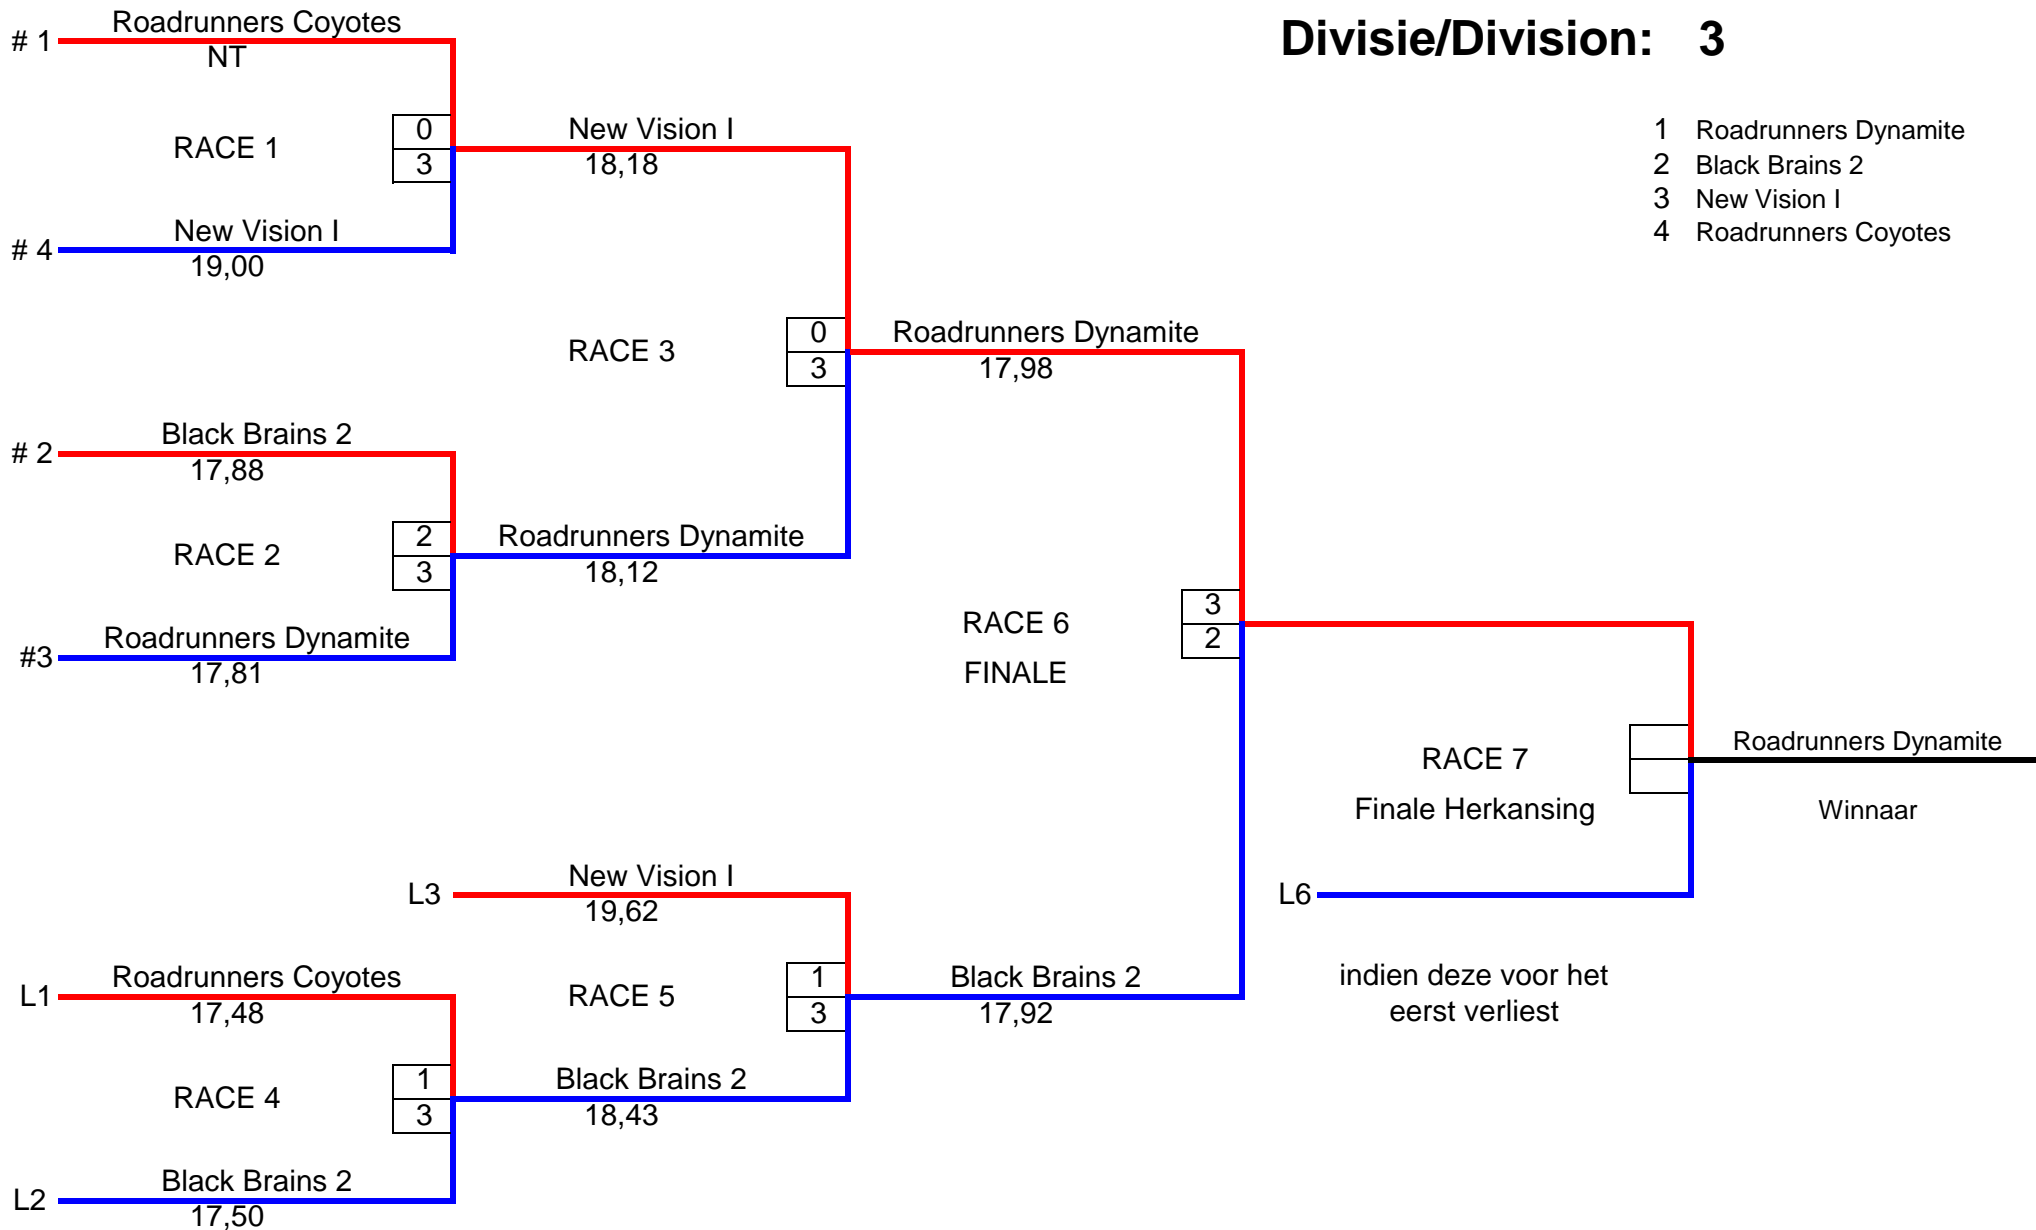 Divisie/Division: 3
1 Roadrunners Dynamite
2 Black Brains 2
3 New Vision I
4 Roadrunners Coyotes
# 1
Roadrunners Coyotes
NT
RACE 1
0
3
# 4
New Vision I
19,00
# 2
Black Brains 2
17,88
RACE 2
2
3
#3
Roadrunners Dynamite
17,81
New Vision I
18,18
RACE 3
0
3
Roadrunners Dynamite
18,12
L1
Roadrunners Coyotes
17,48
RACE 4
1
3
L2
Black Brains 2
17,50
L3
New Vision I
19,62
RACE 5
1
3
Black Brains 2
18,43
Roadrunners Dynamite
17,98
RACE 6
FINALE
3
2
Black Brains 2
17,92
RACE 7
Finale Herkansing
L6
indien deze voor het
eerst verliest
Roadrunners Dynamite
Winnaar